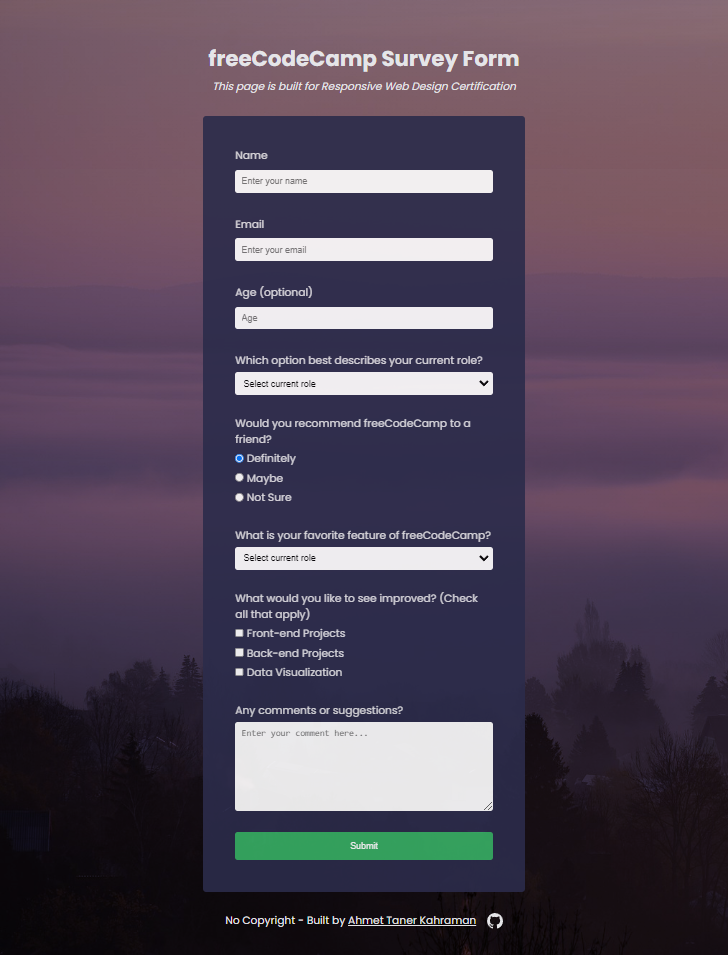 freeCodeCamp Survey Form
This page is built for Responsive Web Design Certification
Name
Enter your name
Email
Enter your email
Age (optional)
Age
Which option best describes your current role?
Select current role
Would you recommend freeCodeCamp to a
friend?
Definitely
Maybe
Not Sure
What is your favorite feature of freeCodeCamp?
Select current role
What would you like to see improved? (Check
all that apply)
Front-end Projects
Back-end Projects
Data Visualization
Any comments or suggestions?
Enter your comment here...
Submit
No Copyright - Built by Ahmet Taner Kahraman